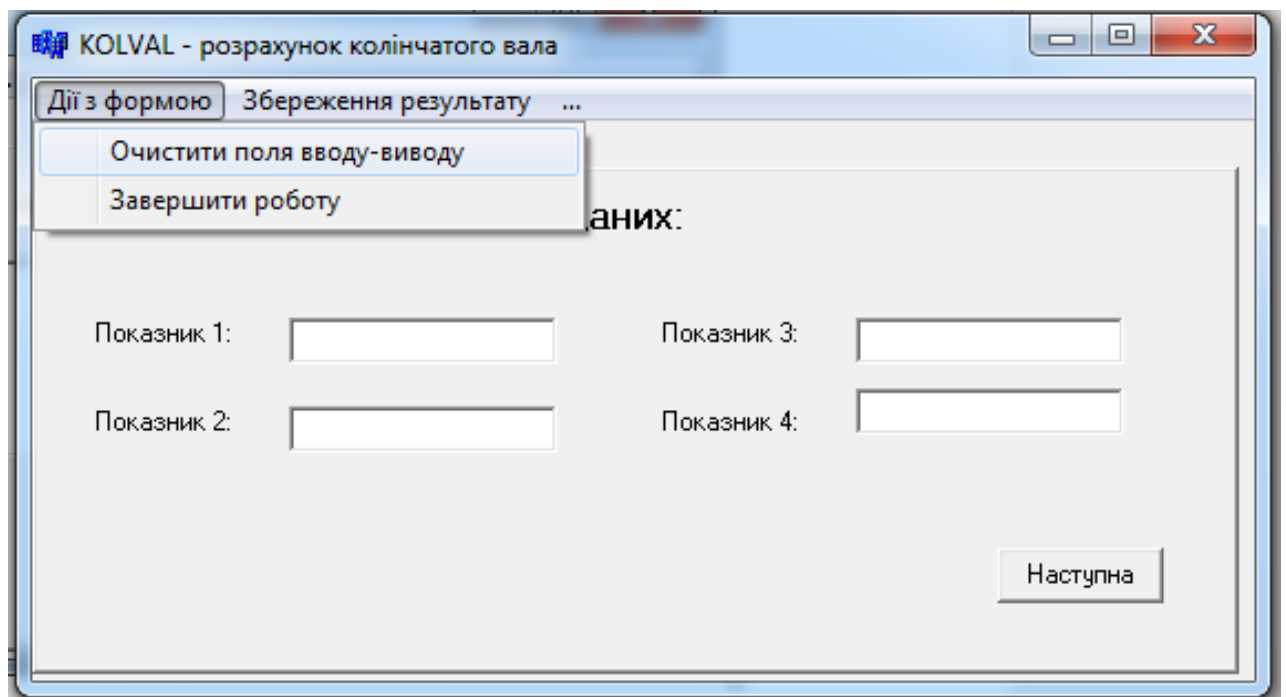 KOLVAL - розрахунок колінчатого вала
Дії з формою Збереження результату ...
Очистити поля вводу-виводу
Завершити роботу
аних:
Показник 1:
Показник 3:
Показник 2:
Показник 4:
Наступна